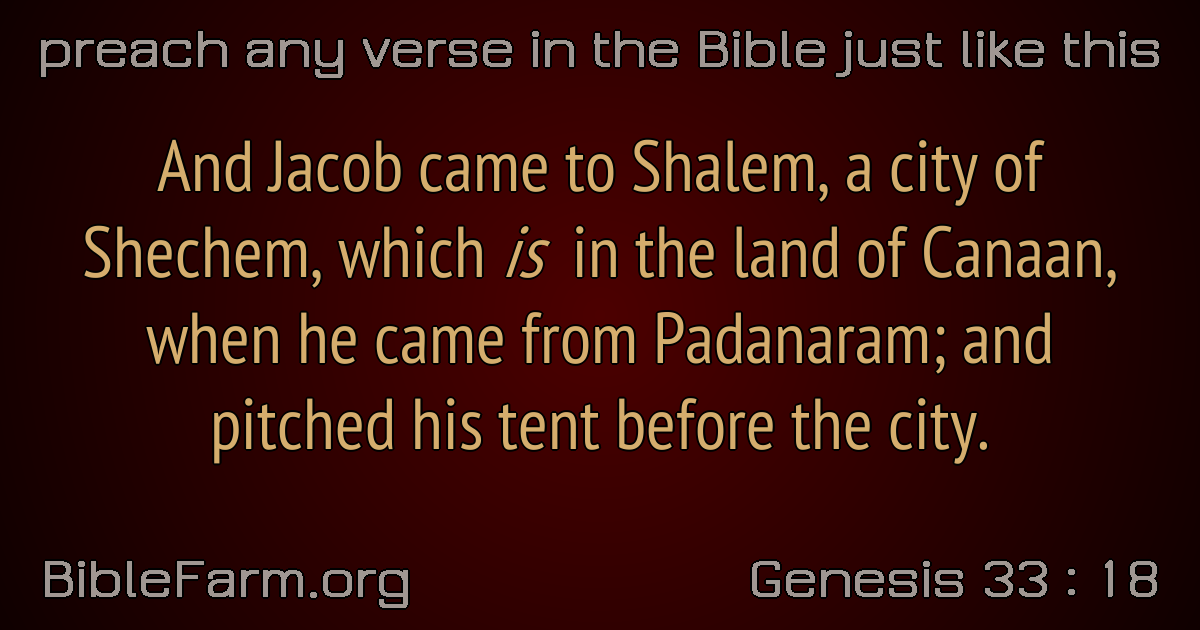 preach any verse in the Bible just like this
And Jacob came to Shalem, a city of
Shechem, which is in the land of Canaan,
when he came from Padanaram; and
pitched his tent before the city.
BibleFarm.org
Genesis 33 : 18